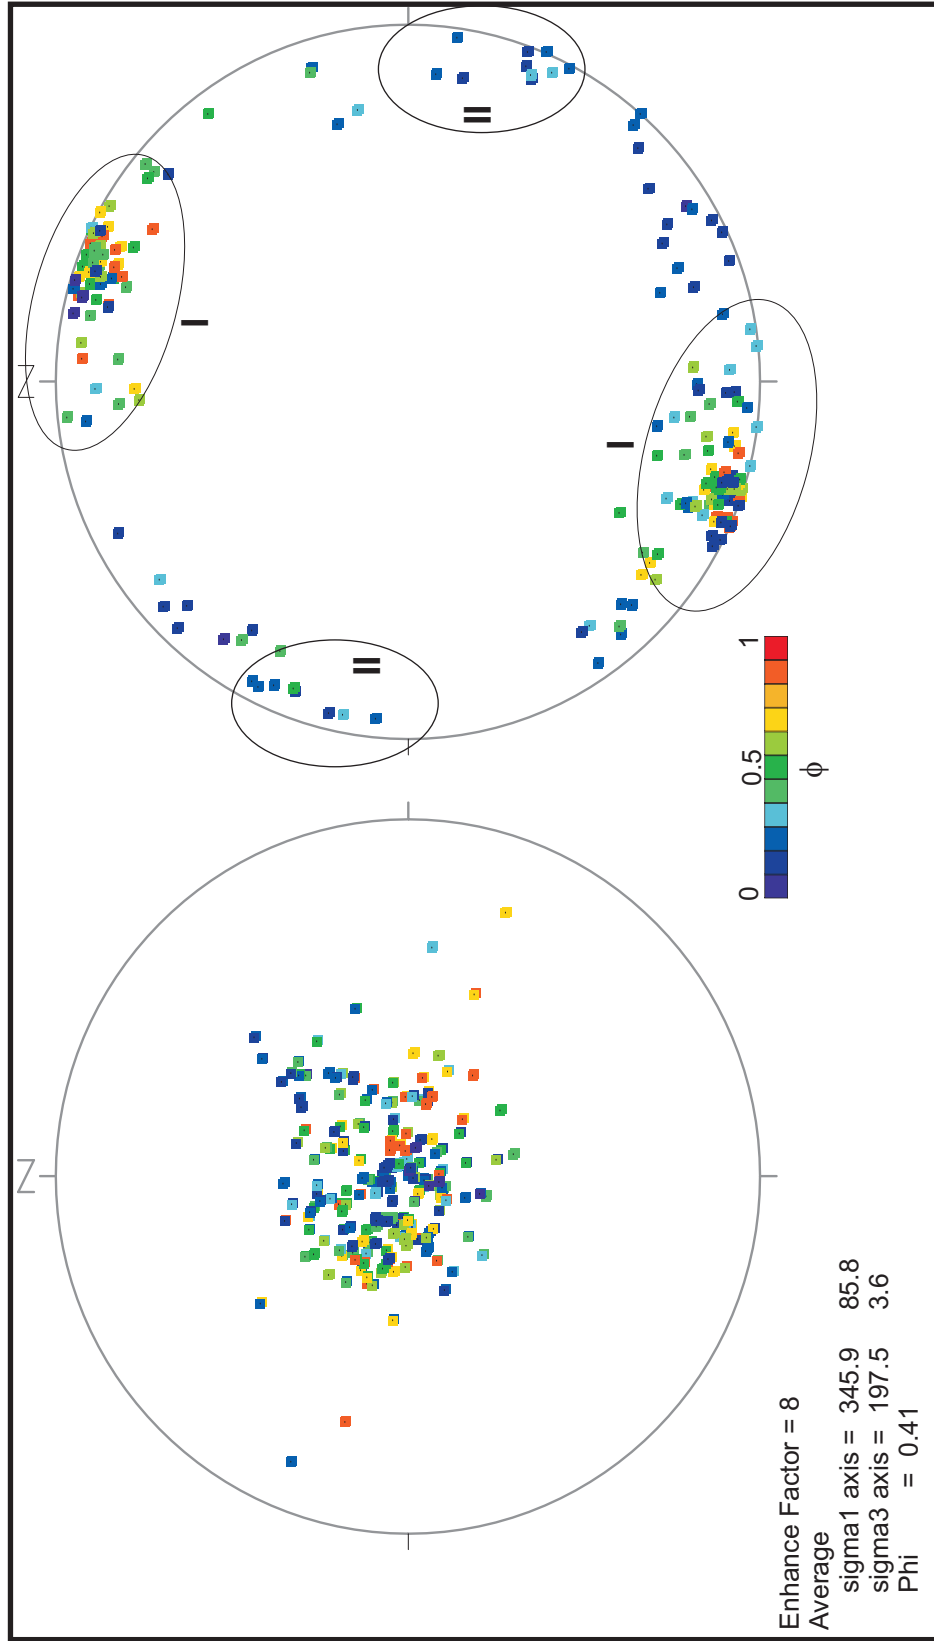 N
N
I
II
II
I
0 0.5 1
ϕ
Enhance Factor = 8
Average
sigma1 axis = 345.9 85.8
sigma3 axis = 197.5 3.6
Phi = 0.41